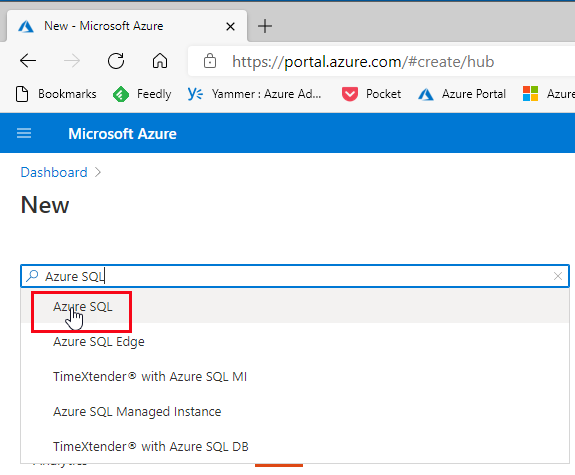 New - Microsoft Azure
https://portal.azure.com/#create/hub
Bookmarks Feedly Yammer : Azure Ad... Pocket Azure Portal Azure
Microsoft Azure
Dashboard
New
Azure SQL
Azure SQL
Azure SQL Edge
TimeXtender® with Azure SQL MI
Azure SQL Managed Instance
TimeXtender® with Azure SQL DB